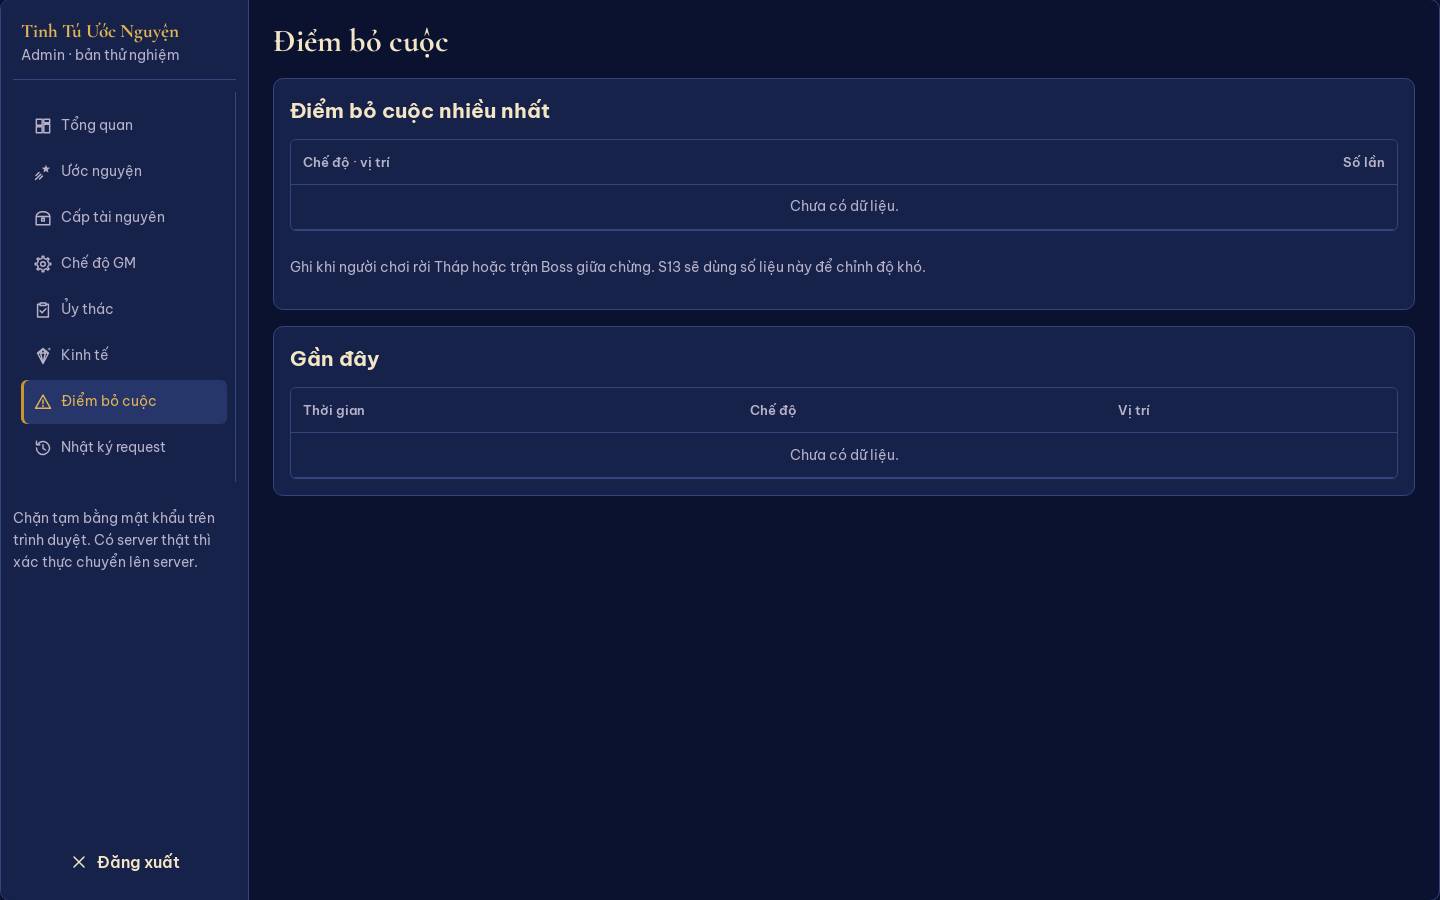 Tinh Tú Ước Nguyện
Admin · bản thử nghiệm
Tổng quan
Ước nguyện
Cấp tài nguyên
Chế độ GM
Ủy thác
Kinh tế
Điểm bỏ cuộc
Nhật ký request
Chặn tạm bằng mật khẩu trên
trình duyệt. Có server thật thì
xác thực chuyển lên server.
Đăng xuất
Điểm bỏ cuộc
Điểm bỏ cuộc nhiều nhất
Chế độ · vị trí Số lần
Chưa có dữ liệu.
Ghi khi người chơi rời Tháp hoặc trận Boss giữa chừng. S13 sẽ dùng số liệu này để chỉnh độ khó.
Gần đây
Thời gian Chế độ Vị trí
Chưa có dữ liệu.